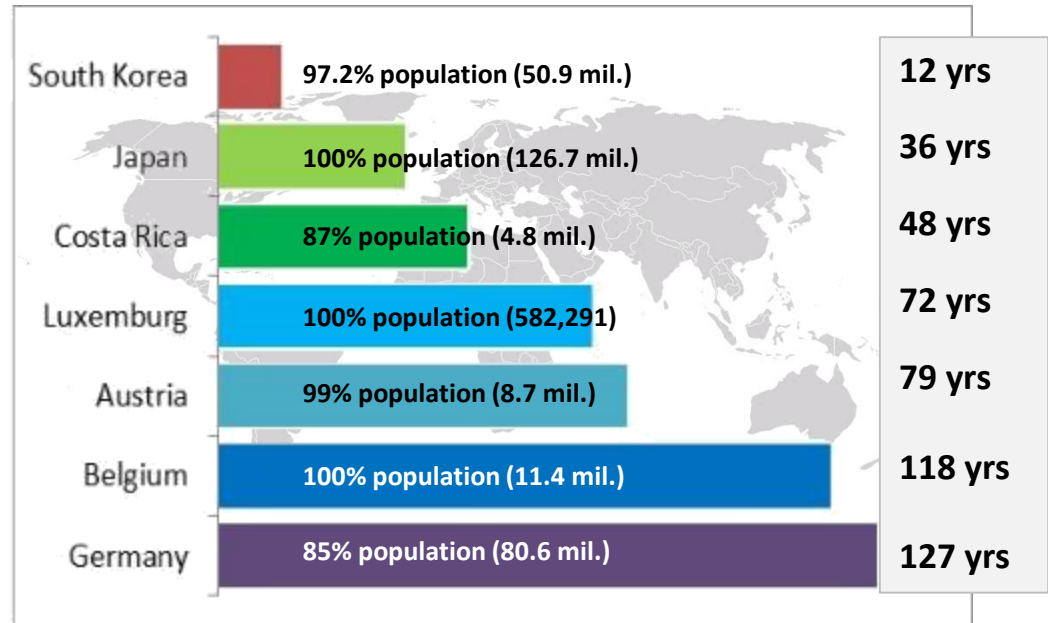 South Korea 97.2% population (50.9 mil.) 12 yrs
Japan 100% population (126.7 mil.) 36 yrs
Costa Rica 87% population (4.8 mil.) 48 yrs
Luxemburg 100% population (582,291) 72 yrs
Austria 99% population (8.7 mil.) 79 yrs
Belgium 100% population (11.4 mil.) 118 yrs
Germany 85% population (80.6 mil.) 127 yrs